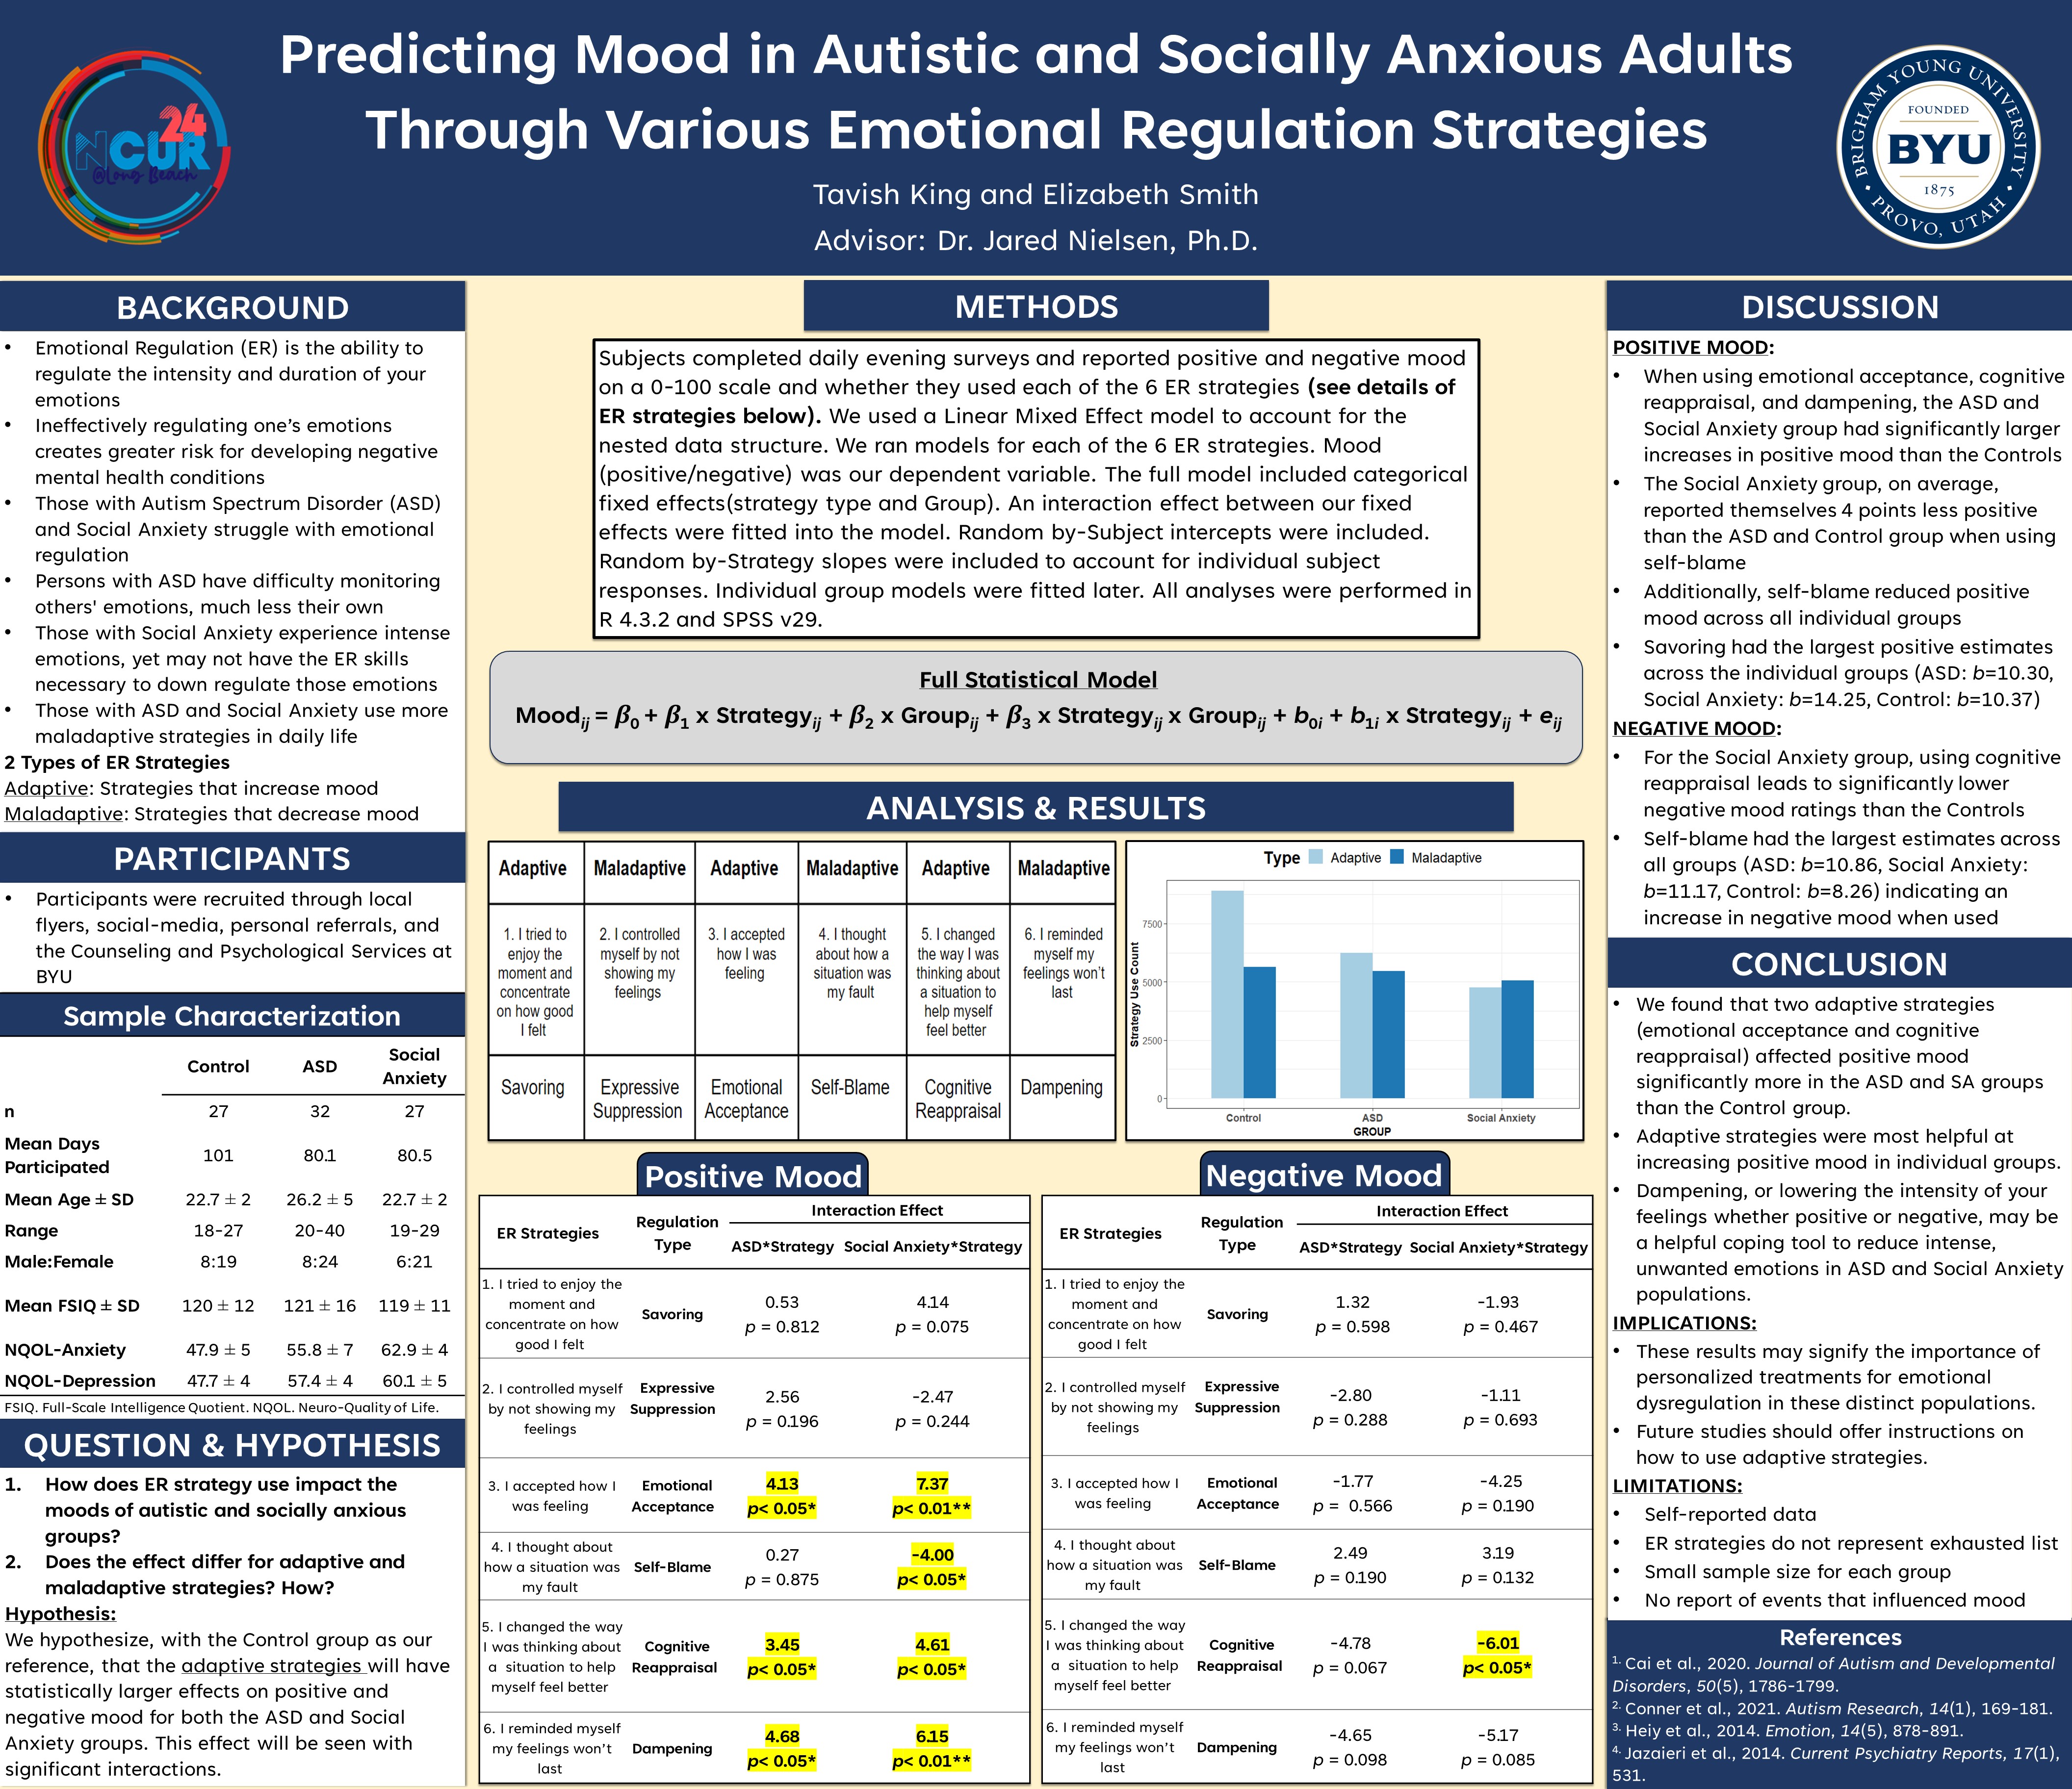 Predicting Mood in Autistic and Socially Anxious Adults
Through Various Emotional Regulation Strategies
Tavish King and Elizabeth Smith
Advisor: Dr. Jared Nielsen, Ph.D.
24
NCUR
@Long Beach
BRIGHAM YOUNG UNIVERSITY
FOUNDED
BYU
1875
PROVO, UTAH
BACKGROUND
• Emotional Regulation (ER) is the ability to
regulate the intensity and duration of your
emotions
• Ineffectively regulating one's emotions
creates greater risk for developing negative
mental health conditions
• Those with Autism Spectrum Disorder (ASD)
and Social Anxiety struggle with emotional
regulation
• Persons with ASD have difficulty monitoring
others' emotions, much less their own
• Those with Social Anxiety experience intense
emotions, yet may not have the ER skills
necessary to down regulate those emotions
• Those with ASD and Social Anxiety use more
maladaptive strategies in daily life
2 Types of ER Strategies
Adaptive: Strategies that increase mood
Maladaptive: Strategies that decrease mood
PARTICIPANTS
• Participants were recruited through local
flyers, social-media, personal referrals, and
the Counseling and Psychological Services at
BYU
Sample Characterization
Control ASD Social Anxiety
n 27 32 27
Mean Days Participated 101 80.1 80.5
Mean Age ± SD 22.7 ± 2 26.2 ± 5 22.7 ± 2
Range 18-27 20-40 19-29
Male:Female 8:19 8:24 6:21
Mean FSIQ ± SD 120 ± 12 121 ± 16 119 ± 11
NQOL-Anxiety 47.9 ± 5 55.8 ± 7 62.9 ± 4
NQOL-Depression 47.7 ± 4 57.4 ± 4 60.1 ± 5
FSIQ. Full-Scale Intelligence Quotient. NQOL. Neuro-Quality of Life.
QUESTION & HYPOTHESIS
1. How does ER strategy use impact the
moods of autistic and socially anxious
groups?
2. Does the effect differ for adaptive and
maladaptive strategies? How?
Hypothesis:
We hypothesize, with the Control group as our
reference, that the adaptive strategies will have
statistically larger effects on positive and
negative mood for both the ASD and Social
Anxiety groups. This effect will be seen with
significant interactions.
METHODS
Subjects completed daily evening surveys and reported positive and negative mood
on a 0-100 scale and whether they used each of the 6 ER strategies (see details of
ER strategies below). We used a Linear Mixed Effect model to account for the
nested data structure. We ran models for each of the 6 ER strategies. Mood
(positive/negative) was our dependent variable. The full model included categorical
fixed effects(strategy type and Group). An interaction effect between our fixed
effects were fitted into the model. Random by-Subject intercepts were included.
Random by-Strategy slopes were included to account for individual subject
responses. Individual group models were fitted later. All analyses were performed in
R 4.3.2 and SPSS v29.
Full Statistical Model
Moodij = β0 + β1 x Strategyij + β2 x Groupij + β3 x Strategyij x Groupij + b0i + b1i x Strategyij + eij
ANALYSIS & RESULTS
Adaptive Maladaptive Adaptive Maladaptive Adaptive Maladaptive
1. I tried to
enjoy the
moment and
concentrate
on how good
I felt
2. I controlled
myself by not
showing my
feelings
3. I accepted
how I was
feeling
4. I thought
about how a
situation was
my fault
5. I changed
the way I was
thinking about
a situation to
help myself
feel better
6. I reminded
myself my
feelings won't
last
Savoring
Expressive
Suppression
Emotional
Acceptance
Self-Blame
Cognitive
Reappraisal
Dampening
Type Adaptive Maladaptive
Strategy Use Count
7500
5000
2500
0
Control ASD Social Anxiety
GROUP
Positive Mood
ER Strategies Regulation Type Interaction Effect
ASD*Strategy Social Anxiety*Strategy
1. I tried to enjoy the
moment and
concentrate on how
good I felt
Savoring
0.53 4.14
p = 0.812 p = 0.075
2. I controlled myself
by not showing my
feelings
Expressive
Suppression
2.56 -2.47
p = 0.196 p = 0.244
3. I accepted how I
was feeling
Emotional
Acceptance
4.13 7.37
p< 0.05* p< 0.01**
4. I thought about
how a situation was
my fault
Self-Blame
0.27 -4.00
p = 0.875 p< 0.05*
5. I changed the way
I was thinking about
a situation to help
myself feel better
Cognitive
Reappraisal
3.45 4.61
p< 0.05* p< 0.05*
6. I reminded myself
my feelings won't
last
Dampening
4.68 6.15
p< 0.05* p< 0.01**
Negative Mood
ER Strategies Regulation Type Interaction Effect
ASD*Strategy Social Anxiety*Strategy
1. I tried to enjoy the
moment and
concentrate on how
good I felt
Savoring
1.32 -1.93
p = 0.598 p = 0.467
2. I controlled myself
by not showing my
feelings
Expressive
Suppression
-2.80 -1.11
p = 0.288 p = 0.693
3. I accepted how I
was feeling
Emotional
Acceptance
-1.77 -4.25
p = 0.566 p = 0.190
4. I thought about
how a situation was
my fault
Self-Blame
2.49 3.19
p = 0.190 p = 0.132
5. I changed the way
I was thinking about
a situation to help
myself feel better
Cognitive
Reappraisal
-4.78 -6.01
p = 0.067 p< 0.05*
6. I reminded myself
my feelings won't
last
Dampening
-4.65 -5.17
p = 0.098 p = 0.085
DISCUSSION
POSITIVE MOOD:
• When using emotional acceptance, cognitive
reappraisal, and dampening, the ASD and
Social Anxiety group had significantly larger
increases in positive mood than the Controls
• The Social Anxiety group, on average,
reported themselves 4 points less positive
than the ASD and Control group when using
self-blame
• Additionally, self-blame reduced positive
mood across all individual groups
• Savoring had the largest positive estimates
across the individual groups (ASD: b=10.30,
Social Anxiety: b=14.25, Control: b=10.37)
NEGATIVE MOOD:
• For the Social Anxiety group, using cognitive
reappraisal leads to significantly lower
negative mood ratings than the Controls
• Self-blame had the largest estimates across
all groups (ASD: b=10.86, Social Anxiety:
b=11.17, Control: b=8.26) indicating an
increase in negative mood when used
CONCLUSION
• We found that two adaptive strategies
(emotional acceptance and cognitive
reappraisal) affected positive mood
significantly more in the ASD and SA groups
than the Control group.
• Adaptive strategies were most helpful at
increasing positive mood in individual groups.
• Dampening, or lowering the intensity of your
feelings whether positive or negative, may be
a helpful coping tool to reduce intense,
unwanted emotions in ASD and Social Anxiety
populations.
IMPLICATIONS:
• These results may signify the importance of
personalized treatments for emotional
dysregulation in these distinct populations.
• Future studies should offer instructions on
how to use adaptive strategies.
LIMITATIONS:
• Self-reported data
• ER strategies do not represent exhausted list
• Small sample size for each group
• No report of events that influenced mood
References
1. Cai et al., 2020. Journal of Autism and Developmental
Disorders, 50(5), 1786-1799.
2. Conner et al., 2021. Autism Research, 14(1), 169-181.
3. Heiy et al., 2014. Emotion, 14(5), 878-891.
4. Jazaieri et al., 2014. Current Psychiatry Reports, 17(1),
531.